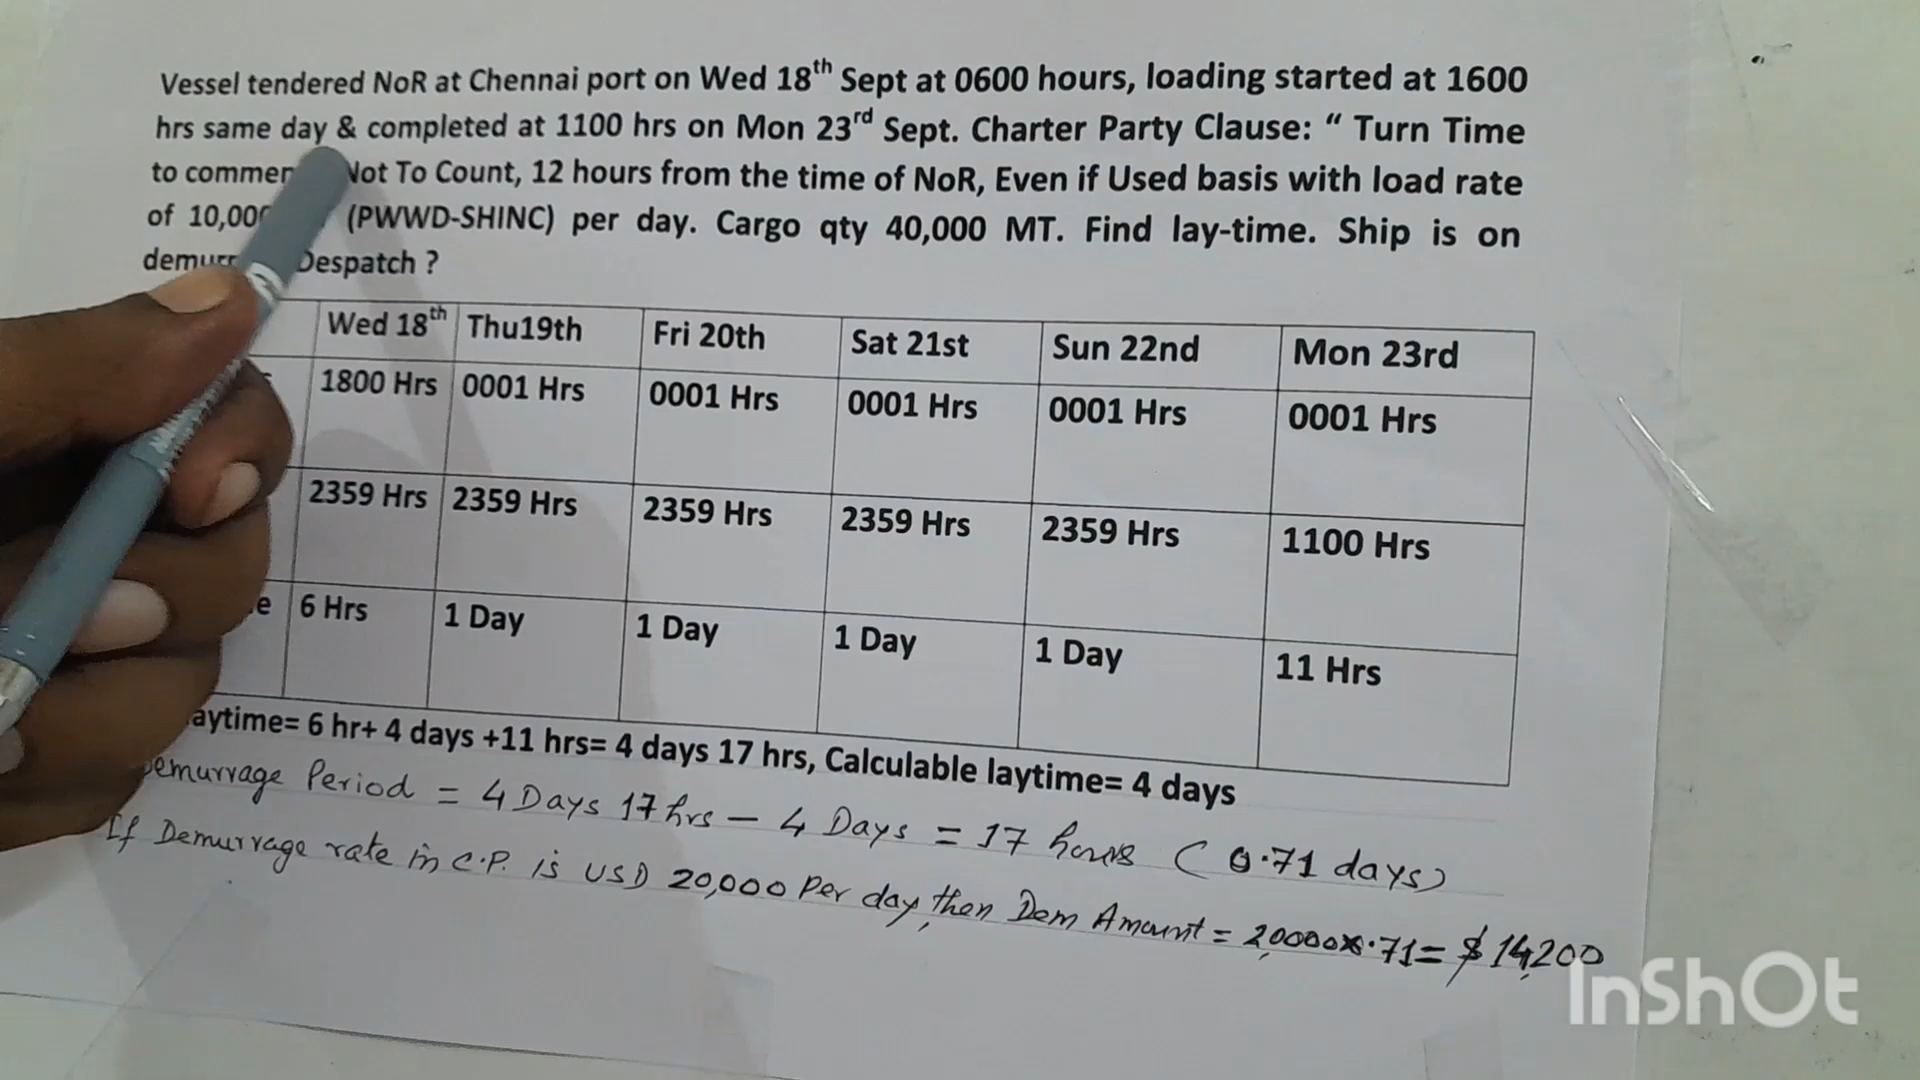 Vessel tendered NoR at Chennai port on Wed 18th Sept at 0600 hours, loading started at 1600
hrs same day & completed at 1100 hrs on Mon 23rd Sept. Charter Party Clause: “ Turn Time
to Not To Count, 12 hours from the time of NoR, Even if Used basis with load rate
of (PWWD-SHINC) per day. Cargo qty 40,000 MT. Find lay-time. Ship is on
Despatch ?
Wed 18th Thu19th Fri 20th Sat 21st Sun 22nd Mon 23rd
1800 Hrs 0001 Hrs 0001 Hrs 0001 Hrs 0001 Hrs 0001 Hrs
2359 Hrs 2359 Hrs 2359 Hrs 2359 Hrs 2359 Hrs 1100 Hrs
6 Hrs 1 Day 1 Day 1 Day 1 Day 11 Hrs
aytime= 6 hr+ 4 days +11 hrs= 4 days 17 hrs, Calculable laytime= 4 days
emurrage Period = 4 Days 17 hrs — 4 Days = 17 hours ( 0.71 days)
If Demurrage rate in C.P. is USD 20,000 Per day, then Dem Amount = 20,000x.71= $ 14,200
InShOt